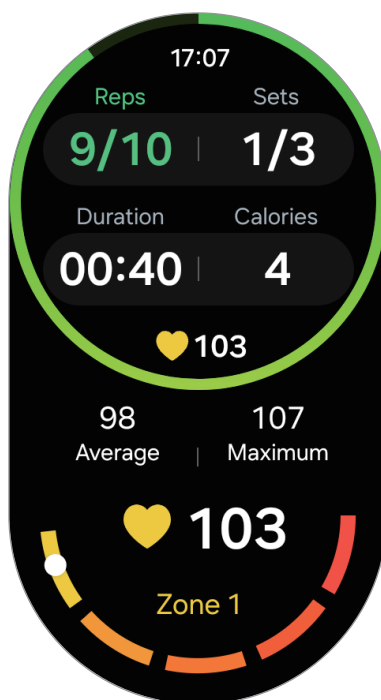 17:07
Reps Sets
9/10 1/3
Duration Calories
00:40 4
103
98 107
Average Maximum
103
Zone 1